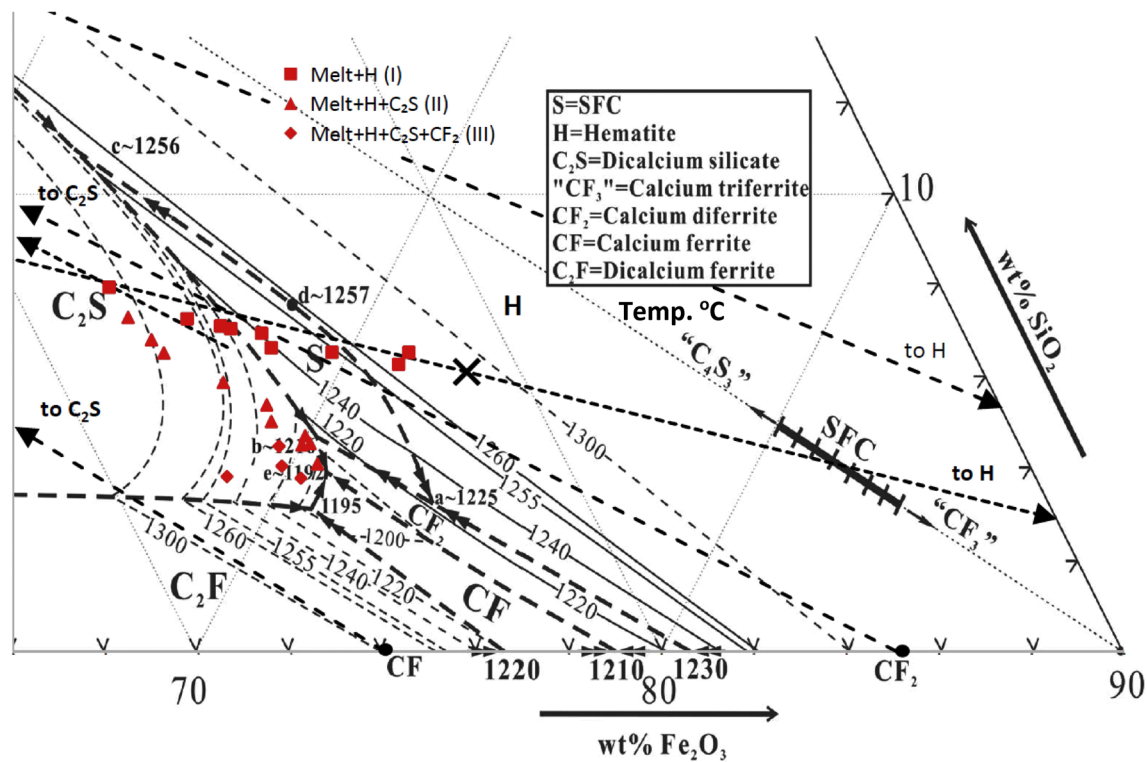 Melt+H (I)
Melt+H+C₂S (II)
Melt+H+C₂S+CF₂ (III)
S=SFC
H=Hematite
C₂S=Dicalcium silicate
"CF₃"=Calcium triferrite
CF₂=Calcium diferrite
CF=Calcium ferrite
C₂F=Dicalcium ferrite
c~1256
to C₂S
10
wt% SiO₂
C₂S
d~1257
H
Temp. °C
S
"C₄S₃"
to H
1240
1220
1300
1260
1255
1240
1220
SFC
to H
"CF₃"
to C₂S
e~1192
a~1225
1195
CF₂
1200
1300
1260
1255
1240
1220
C₂F
CF
CF
1220
1210
1230
CF₂
70
80
90
wt% Fe₂O₃